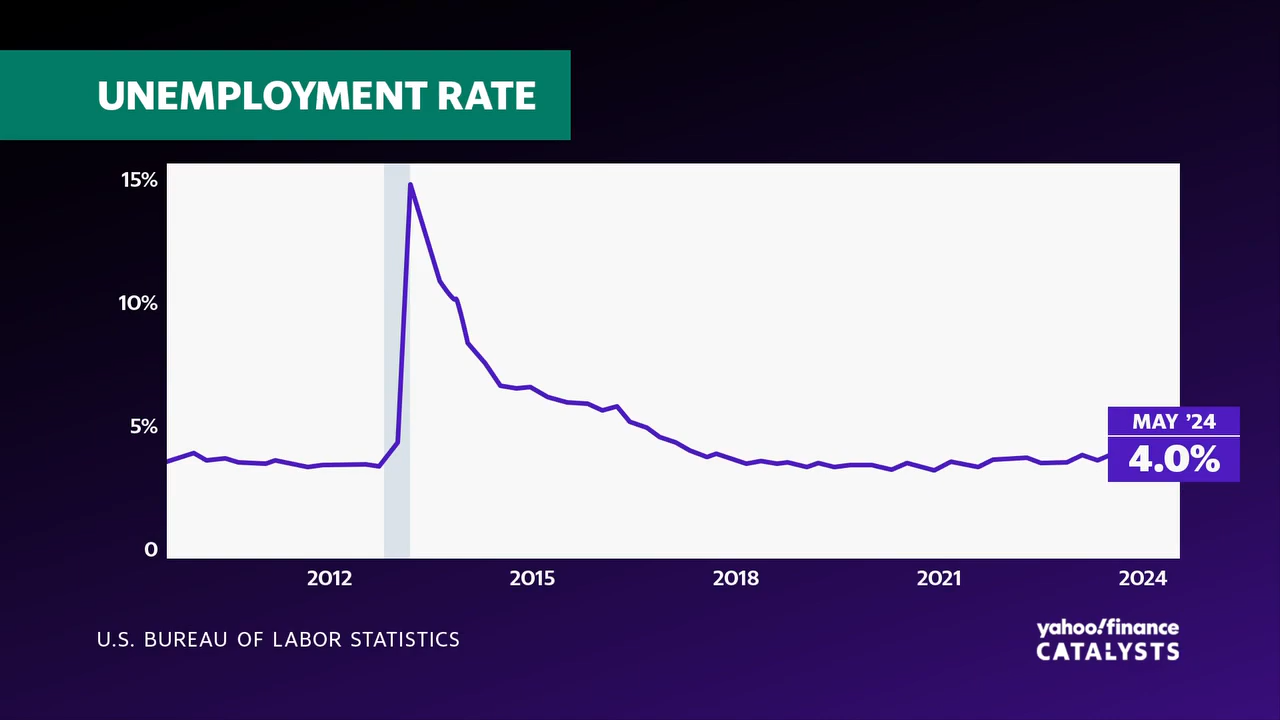 UNEMPLOYMENT RATE
15%
10%
5%
0
MAY ’24
4.0%
2012 2015 2018 2021 2024
U.S. BUREAU OF LABOR STATISTICS
yahoo!finance
CATALYSTS